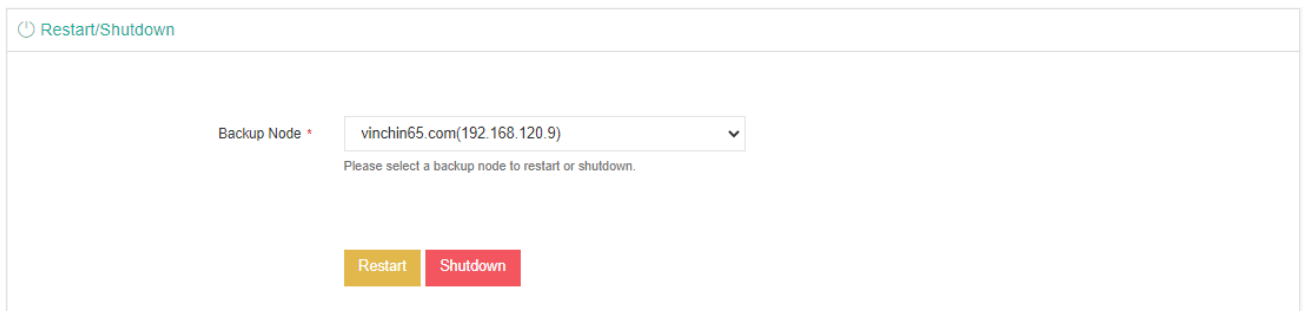 Restart/Shutdown
Backup Node *
vinchin65.com(192.168.120.9)
Please select a backup node to restart or shutdown.
Restart
Shutdown